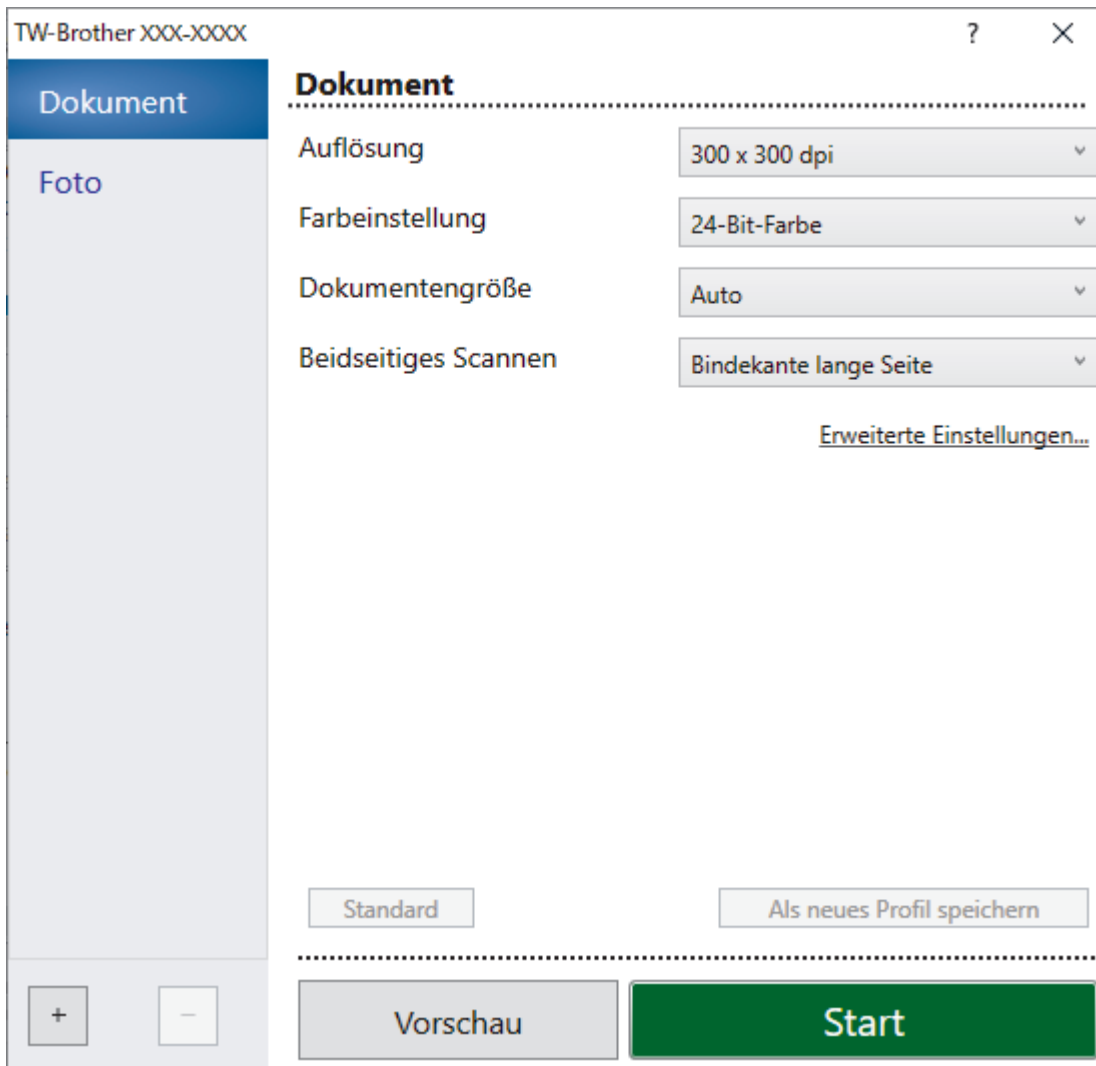 TW-Brother XXX-XXXX ?
Dokument
Foto
Dokument
Auflösung 300 x 300 dpi
Farbeinstellung 24-Bit-Farbe
Dokumentengröße Auto
Beidseitiges Scannen Bindekante lange Seite
Erweiterte Einstellungen...
Standard Als neues Profil speichern
+ −
Vorschau Start